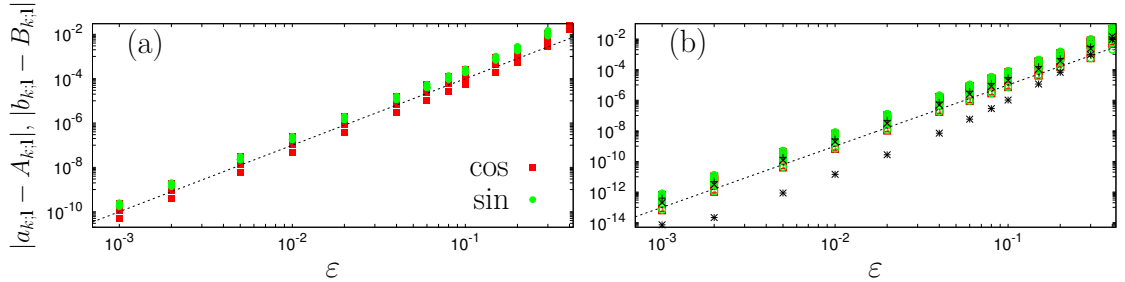 |a_{k;1} − A_{k;1}|, |b_{k;1} − B_{k;1}|
(a)
10^{-2}
10^{-4}
10^{-6}
10^{-8}
10^{-10}
cos
sin
10^{-3} 10^{-2} 10^{-1}
ε
(b)
10^{-2}
10^{-4}
10^{-6}
10^{-8}
10^{-10}
10^{-12}
10^{-14}
10^{-3} 10^{-2} 10^{-1}
ε